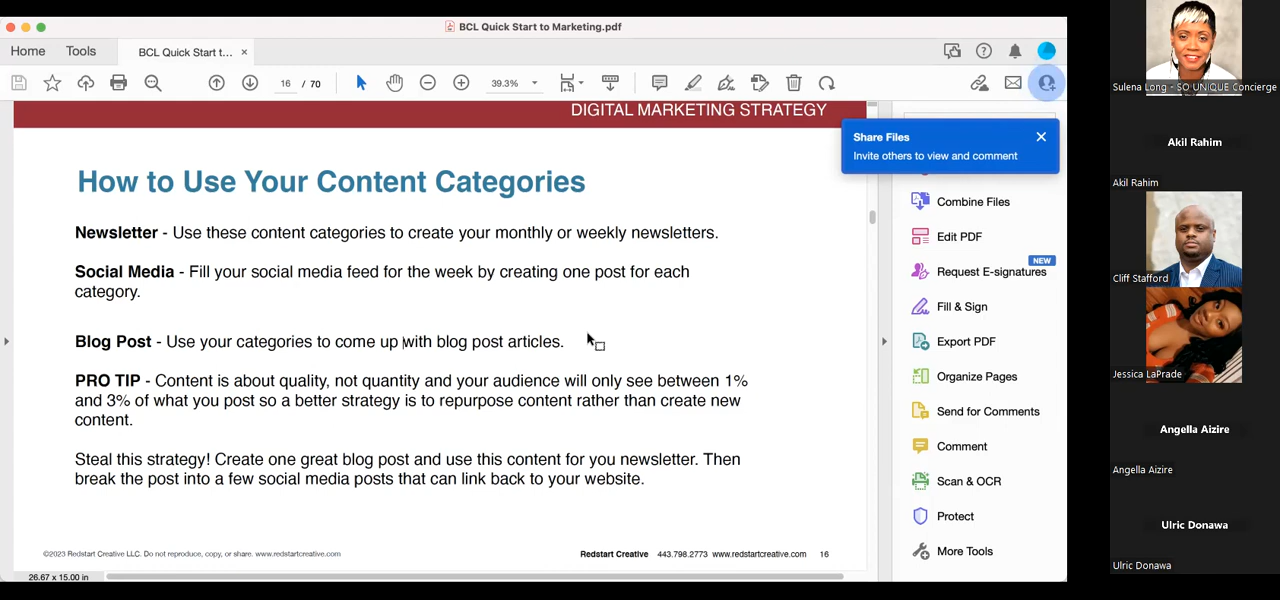 BCL Quick Start to Marketing.pdf
Home
Tools
BCL Quick Start t...
16 / 70
39.3%
DIGITAL MARKETING STRATEGY
How to Use Your Content Categories
Newsletter - Use these content categories to create your monthly or weekly newsletters.
Social Media - Fill your social media feed for the week by creating one post for each
category.
Blog Post - Use your categories to come up with blog post articles.
PRO TIP - Content is about quality, not quantity and your audience will only see between 1%
and 3% of what you post so a better strategy is to repurpose content rather than create new
content.
Steal this strategy! Create one great blog post and use this content for you newsletter. Then
break the post into a few social media posts that can link back to your website.
©2023 Redstart Creative LLC. Do not reproduce, copy, or share. www.redstartcreative.com
Redstart Creative 443.798.2773 www.redstartcreative.com 16
26.67 x 15.00 in
Share Files
Invite others to view and comment
Combine Files
Edit PDF
NEW
Request E-signatures
Fill & Sign
Export PDF
Organize Pages
Send for Comments
Comment
Scan & OCR
Protect
More Tools
Sulena Long - SO UNIQUE Concierge
Akil Rahim
Akil Rahim
Cliff Stafford
Jessica LaPrade
Angella Aizire
Angella Aizire
Ulric Donawa
Ulric Donawa